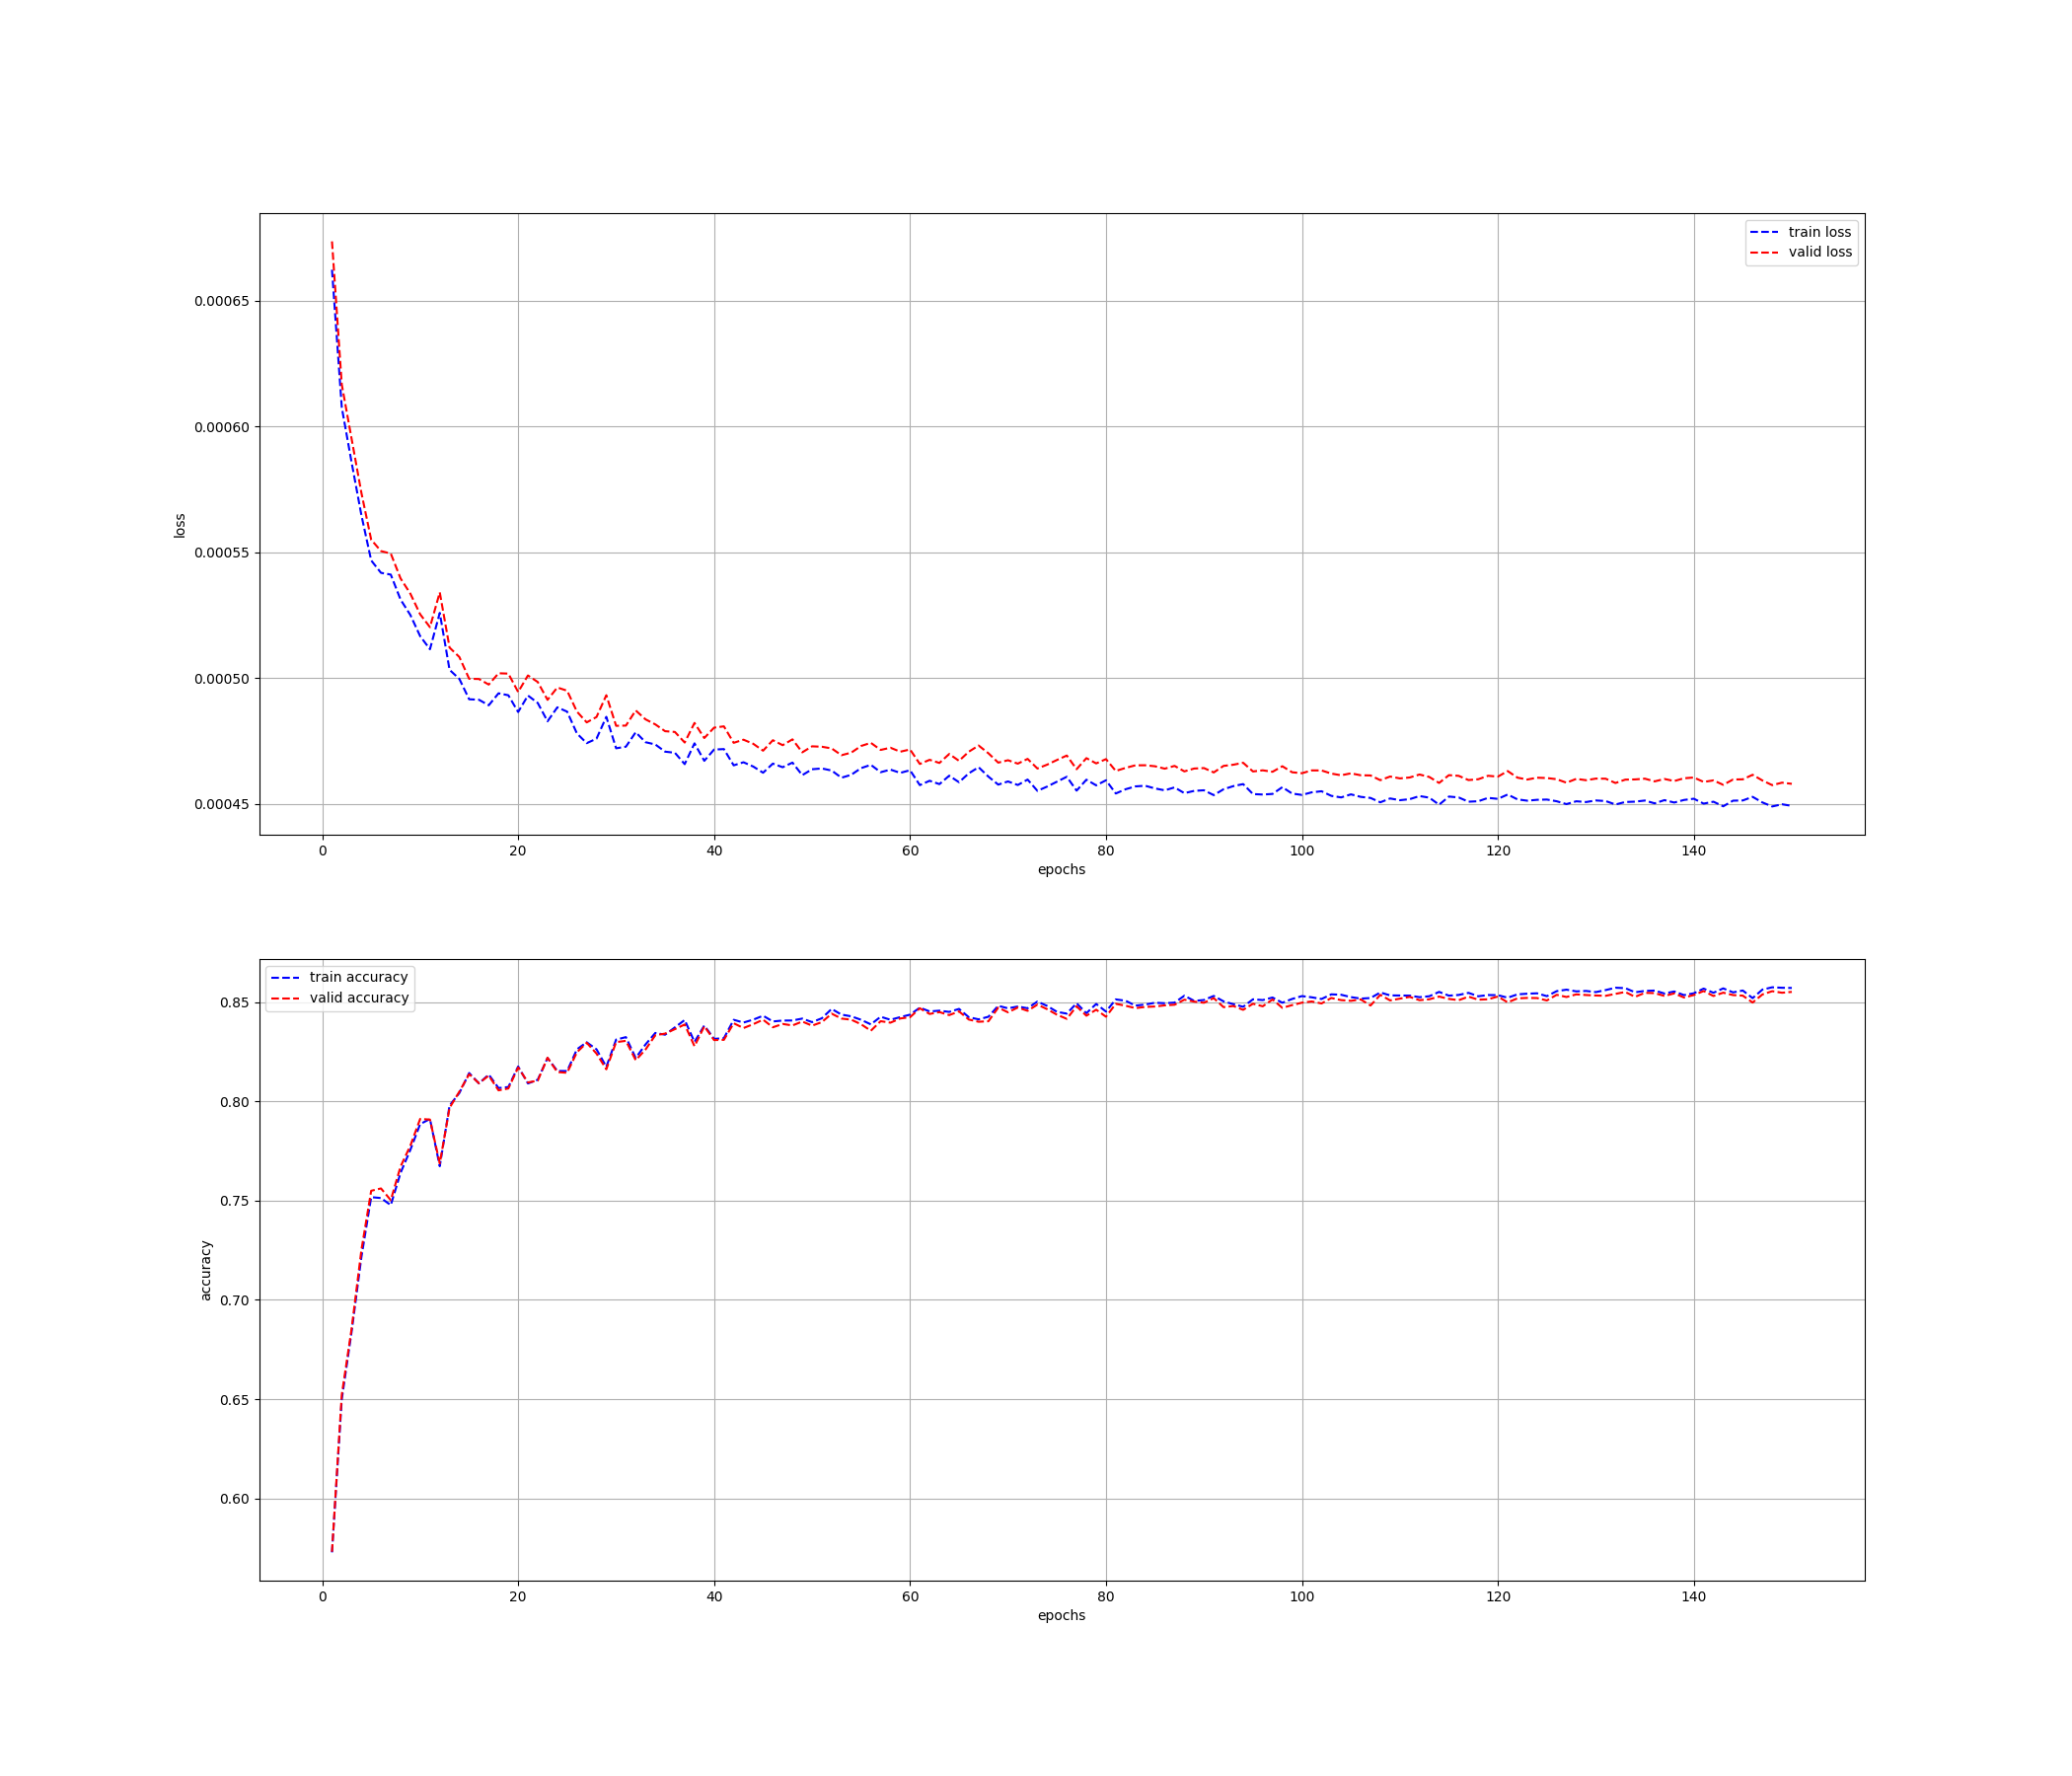 train loss
valid loss
0.00065
0.00060
0.00055
0.00050
0.00045
loss
0 20 40 60 80 100 120 140
epochs
train accuracy
valid accuracy
0.85
0.80
0.75
0.70
0.65
0.60
accuracy
0 20 40 60 80 100 120 140
epochs